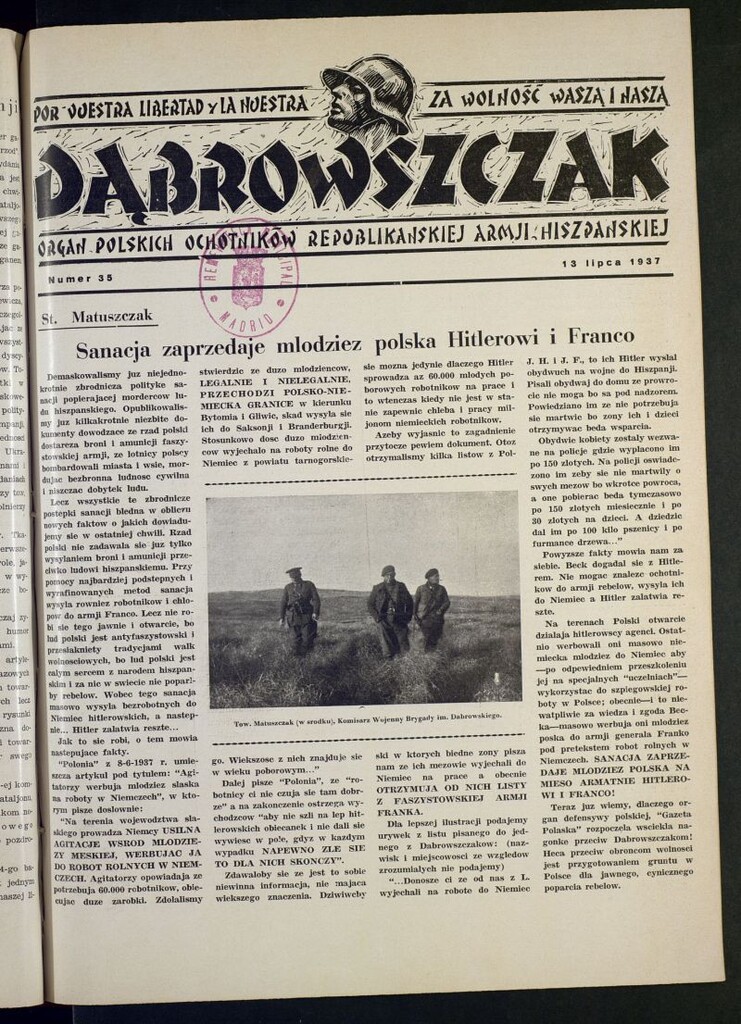 POR VUESTRA LIBERTAD Y LA NUESTRA
ZA WOLNOŚĆ WASZĄ I NASZĄ
DĄBROWSZCZAK
ORGAN POLSKICH OCHOTNIKÓW REPUBLIKAŃSKIEJ ARMJI HISZPAŃSKIEJ
Numer 35
13 lipca 1937
MUNICIPAL
MADRID
St. Matuszczak
Sanacja zaprzedaje mlodziez polska Hitlerowi i Franco
Demaskowalismy juz niejedno-
krotnie zbrodnicza polityke sa-
nacji popierajacej mordercow lu-
du hiszpanskiego. Opublikowalis-
my juz kilkakrotnie niezbite do-
kumenty dowodzace ze rzad polski
dostarcza broni i amunicji faszy-
stowskiej armji, ze lotnicy polscy
bombardowali miasta i wsie, mor-
dujac bezbronna ludnosc cywilna
i niszczac dobytek ludu.
Lecz wszystkie te zbrodnicze
postepki sanacji bledna w obliczu
nowych faktow o jakich dowiadu-
jemy sie w ostatniej chwili. Rzad
polski nie zadawala sie juz tylko
wysylaniem broni i amunicji prze-
ciwko ludowi hiszpanskiemu. Przy
pomocy najbardziej podstepnych i
wyrafinowanych metod sanacja
wysyla rowniez robotnikow i chlo-
pow do armji Franco. Lecz nie ro-
bi sie tego jawnie i otwarcie, bo
lud polski jest antyfaszystowski i
przesiakniety tradycjami walk
wolnosciowych, bo lud polski jest
calym sercem z narodem hiszpan-
skim i za nic w swiecie nie poparl-
by rebelow. Wobec tego sanacja
masowo wysyla bezrobotnych do
Niemiec hitlerowskich, a nastep-
nie... Hitler zalatwia reszte...
Jak to sie robi, o tem mowia
nastepujace fakty.
"Polonia" z 8-6-1937 r. umie-
szcza artykul pod tytulem: "Agi-
tatorzy werbuja mlodziez slaska
na roboty w Niemczech", w kto-
rym pisze doslownie:
"Na terenia wojewodztwa sla-
skiego prowadza Niemcy USILNA
AGITACJE WSROD MLODZIE-
ZY MESKIEJ, WERBUJAC JA
DO ROBOT ROLNYCH W NIEM-
CZECH. Agitatorzy opowiadaja ze
potrzebuja 60.000 robotnikow, obie-
cujac duze zarobki. Zdolalismy
stwierdzic ze duzo mlodziencow,
LEGALNIE I NIELEGALNIE,
PRZECHODZI POLSKO-NIE-
MIECKA GRANICE w kierunku
Bytomia i Gliwic, skad wysyla ich
do Saksonji i Branderburgji.
Stosunkowo dosc duzo mlodzien-
cow wyjechalo na roboty rolne do
Niemiec z powiatu tarnogorskie-
go. Wiekszosc z nich znajduje sie
w wieku poborowym..."
Dalej pisze "Polonia", ze "ro-
botnicy ci nie czuja sie tam dob-
rze" a na zakonczenie ostrzega wy-
chodzcow "aby nie szli na lep hit-
lerowskich obiecanek i nie dali sie
wywiesc w pole, gdyz w kazdym
wypadku NAPEWNO ZLE SIE
TO DLA NICH SKONCZY".
Zdawaloby sie ze jest to sobie
niewinna informacja, nie majaca
wiekszego znaczenia. Dziwiwcby
sie mozna jedynie dlaczego Hitler
sprowadza az 60.000 mlodych po-
borowych robotnikow na prace i
to wtenczas kiedy nie jest w sta-
nie zapewnic chleba i pracy mil-
jonom niemieckich robotnikow.
Azeby wyjasnic to zagadnienie
przytocze pewiem dokument. Otoz
otrzymalismy kilka listow z Pol-
ski w ktorych biedne zony pisza
nam ze ich mezowie wyjechali do
Niemiec na prace a obecnie
OTRZYMUJA OD NICH LISTY
Z FASZYSTOWSKIEJ ARMJI
FRANKA.
Dla lepszej ilustracji podajemy
urywek z listu pisanego do jed-
nego z Dabrowszczakow: (naz-
wisk i miejscowosci ze wzgledow
zrozumialych nie podajemy)
"...Donosze ci ze od nas z L.
wyjechali na robote do Niemiec
J. H. i J. F., to ich Hitler wyslal
obydwuch na wojne do Hiszpanji.
Pisali obydwaj do domu ze prowro-
cic nie moga bo sa pod nadzorem.
Powiedziano im ze nie potrzebuja
sie martwic bo zony ich i dzieci
otrzymywac beda wsparcia.
Obydwie kobiety zostaly wezwa-
ne na policje gdzie wyplacono im
po 150 zlotych. Na policji oswiadc-
zono im zeby sie nie martwily o
swych mezow bo wkrotce powroca,
a one pobierac beda tymczasowo
po 150 zlotych miesiecznie i po
30 zlotych na dzieci. A dziedzic
dal im po 100 kilo pszenicy i po
furmance drzewa..."
Powyzsze fakty mowia nam za
siebie. Beck dogadal sie z Hitle-
rem. Nie mogac znalezc ochotni-
kow do armji rebelow, wysyla ich
do Niemiec a Hitler zalatwia re-
szte.
Na terenach Polski otwarcie
dzialaja hitlerowscy agenci. Ostat-
nio werbowali oni masowo nie-
miecka mlodziez do Niemiec aby
—po odpowiedniem przeszkoleniu
jej na specjalnych "uczelniach"—
wykorzystac do szpiegowskiej ro-
boty w Polsce; obecnie—i to nie-
watpliwie za wiedza i zgoda Bec-
ka—masowo werbuja oni mlodziez
poska do armji generala Franko
pod pretekstem robot rolnych w
Niemczech. SANACJA ZAPRZE-
DAJE MLODZIEZ POLSKA NA
MIESO ARMATNIE HITLERO-
WI I FRANCO!
Teraz juz wiemy, dlaczego or-
gan defensywy polskiej, "Gazeta
Polaska" rozpoczela wsciekla na-
gonke przeciw Dabrowszczakom!
Heca przeciw obroncom wolnosci
jest przygotowaniem gruntu w
Polsce dla jawnego, cynicznego
poparcia rebelow.
Tow. Matuszczak (w srodku), Komisarz Wojenny Brygady im. Dabrowskiego.